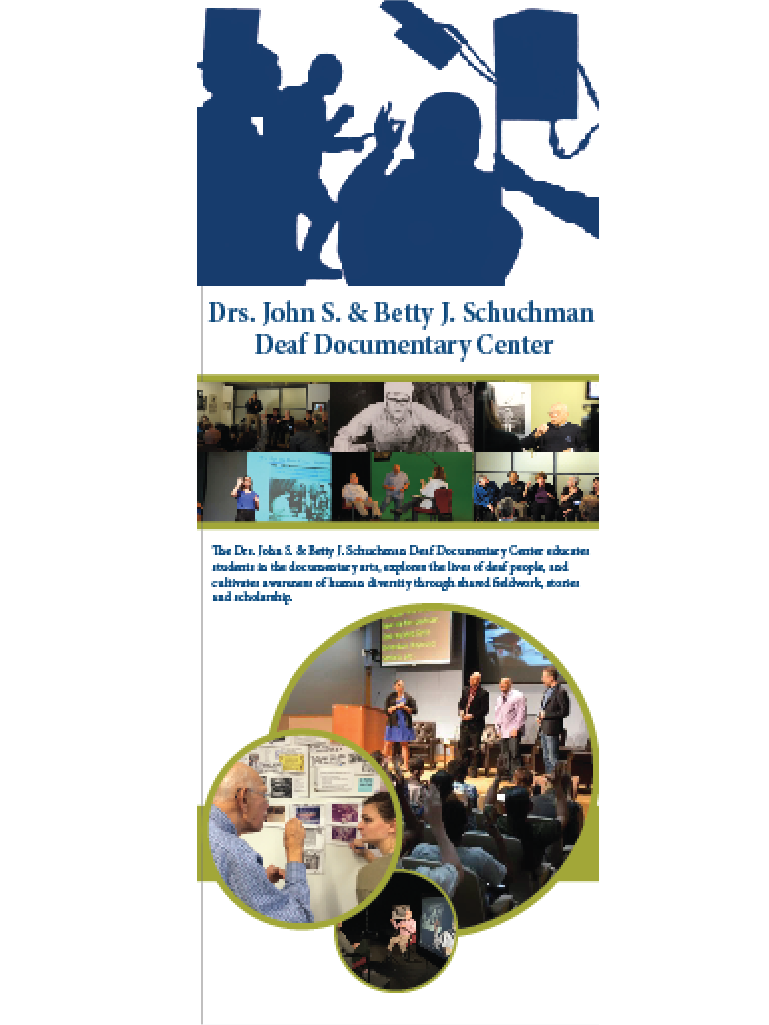 Drs. John S. & Betty J. Schuchman
Deaf Documentary Center
The Drs. John S. & Betty J. Schuchman Deaf Documentary Center educates
students in the documentary arts, explores the lives of deaf people, and
cultivates awareness of human diversity through shared fieldwork, stories
and scholarship.